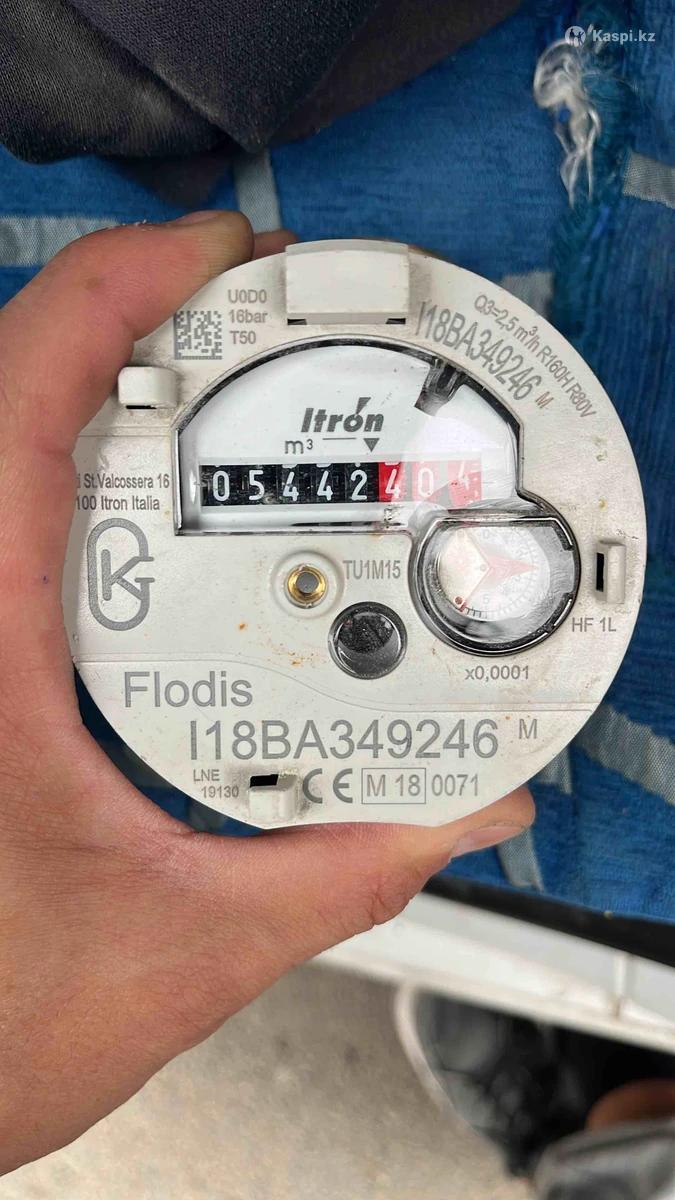 Kaspi.kz
U0D0
16bar
T50
Q3=2,5 m³/h R160H R80V
I18BA349246 M
Itrón
m³
05442404
St.Valcossera 16
100 Itron Italia
TU1M15
HF 1L
x0,0001
Flodis
I18BA349246 M
LNE
19130
CE M 18 0071